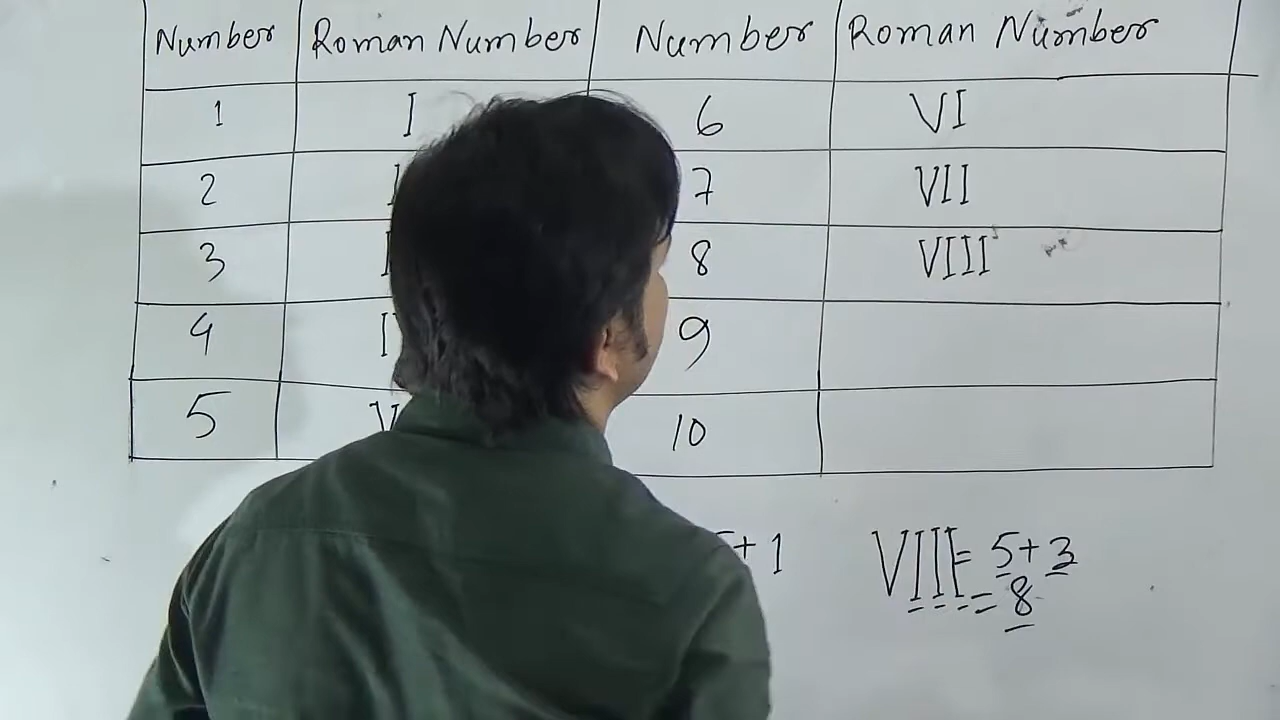 Number Roman Number Number Roman Number
1 I 6 VI
2 7 VII
3 8 VIII
4 9
5 V 10
+ 1 VIII = 5 + 3
= 8